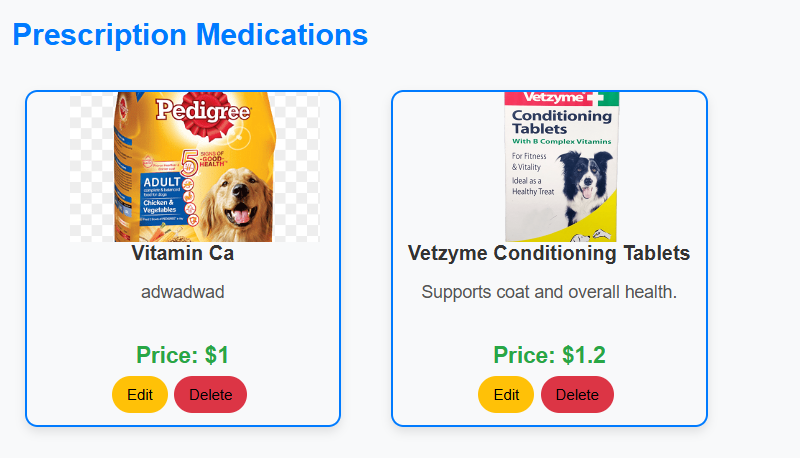 Prescription Medications
Pedigree
5 SIGNS OF
GOOD
HEALTH
ADULT
Chicken &
Vegetables
Vitamin Ca
adwadwad
Price: $1
Edit Delete
Vetzyme
Conditioning
Tablets
With B Complex Vitamins
For Fitness
& Vitality
Ideal as a
Healthy Treat
Vetzyme Conditioning Tablets
Supports coat and overall health.
Price: $1.2
Edit Delete